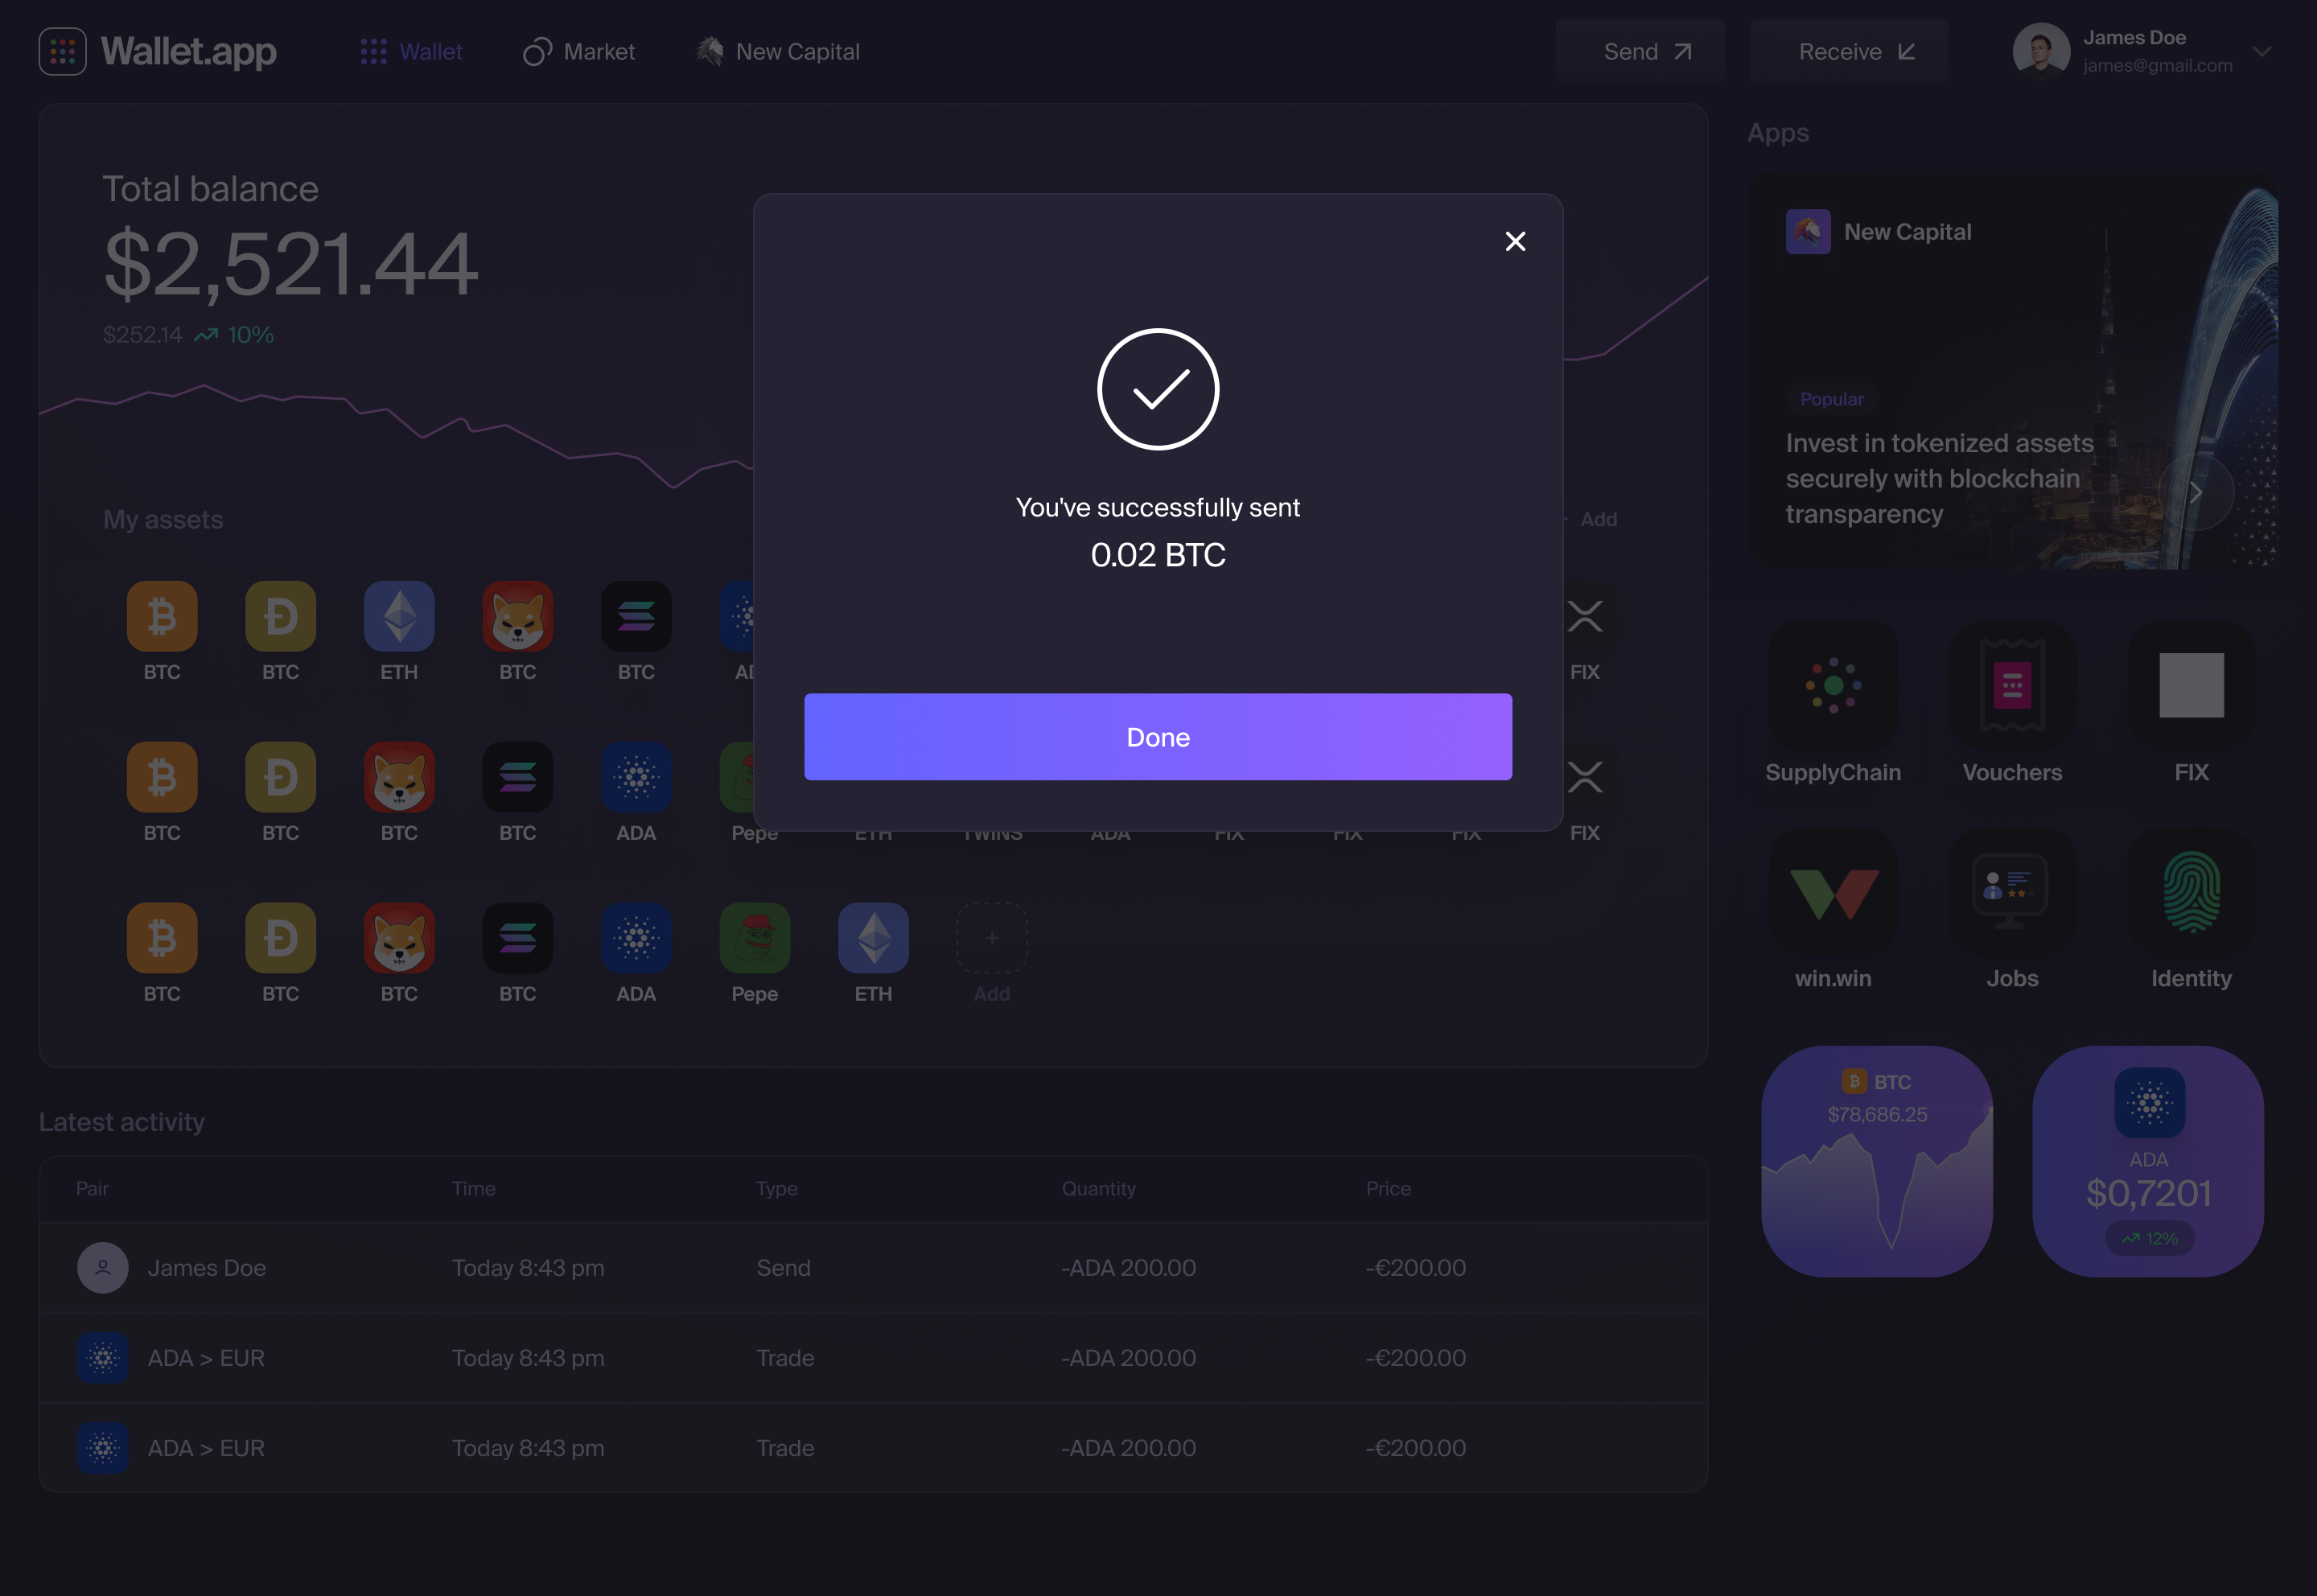 Wallet.app
Wallet
Market
New Capital
Send
Receive
James Doe
james@gmail.com
Total balance
$2,521.44
$252.14 10%
My assets
Add
BTC BTC ETH BTC BTC FIX
BTC BTC BTC BTC ADA Pepe ETH TWINS ADA FIX FIX FIX FIX
BTC BTC BTC BTC ADA Pepe ETH Add
You've successfully sent
0.02 BTC
Done
Apps
New Capital
Popular
Invest in tokenized assets
securely with blockchain
transparency
SupplyChain Vouchers FIX
win.win Jobs Identity
BTC
$78,686.25
ADA
$0,7201
12%
Latest activity
Pair Time Type Quantity Price
James Doe Today 8:43 pm Send -ADA 200.00 -€200.00
ADA > EUR Today 8:43 pm Trade -ADA 200.00 -€200.00
ADA > EUR Today 8:43 pm Trade -ADA 200.00 -€200.00